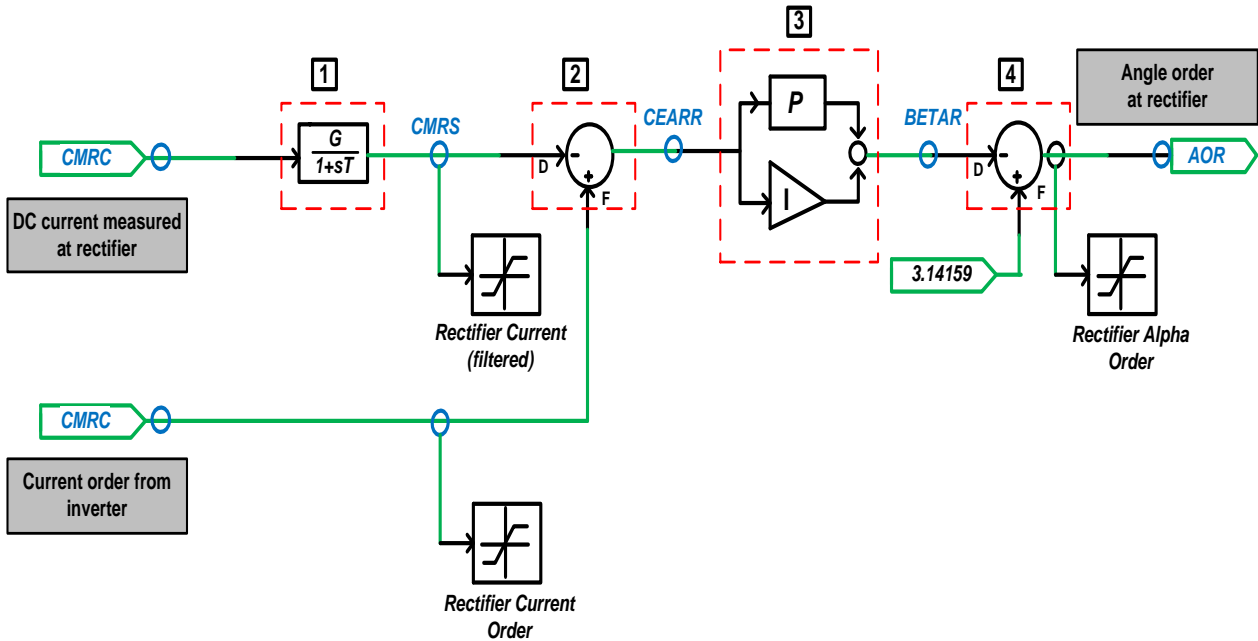 1
2
3
4
CMRC
G
1+sT
CMRS
D
-
+
F
CEARR
P
I
BETAR
D
-
+
F
AOR
Angle order
at rectifier
DC current measured
at rectifier
3.14159
Rectifier Current
(filtered)
Rectifier Alpha
Order
CMRC
Current order from
inverter
Rectifier Current
Order